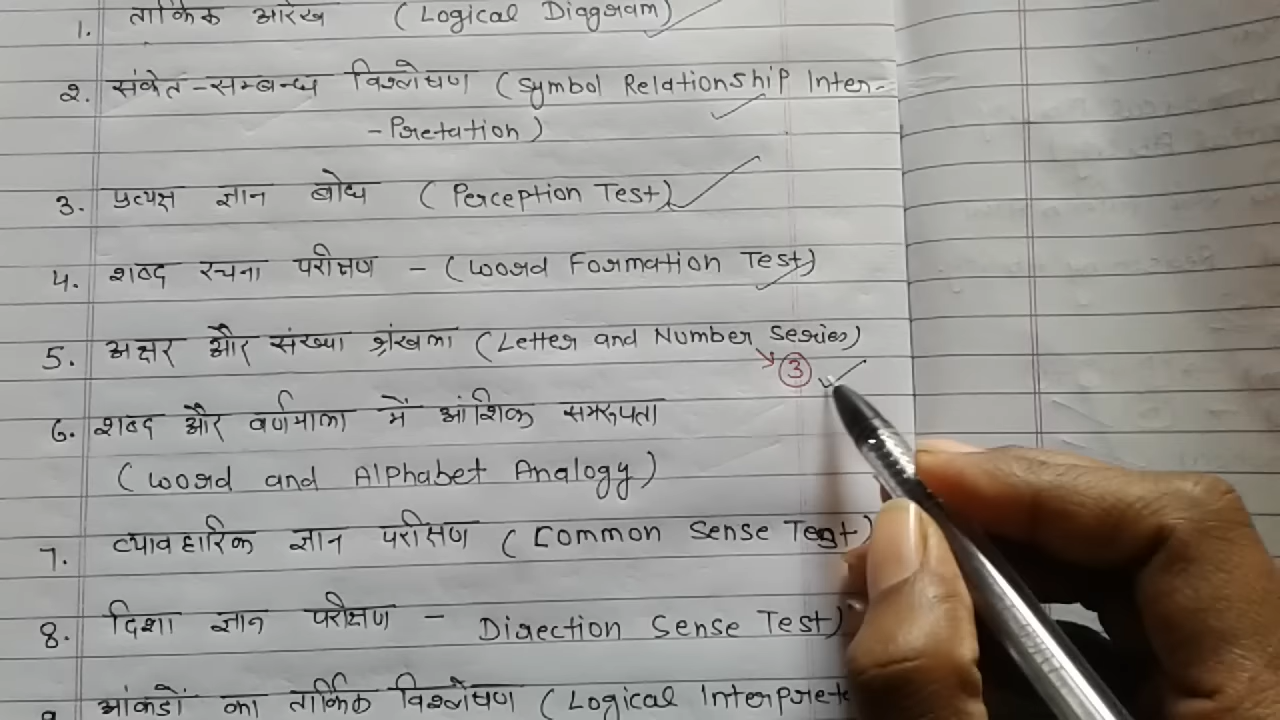 1. तार्किक आरेख (Logical Diagram)
२. संकेत-सम्बन्ध विश्लेषण (Symbol Relationship Inter-
-Pretation)
3. प्रत्यक्ष ज्ञान बोध (Perception Test)
4. शब्द रचना परीक्षण - (Word Formation Test)
5. अक्षर और संख्या श्रंखला (Letter and Number Series)
3
6. शब्द और वर्णमाला में आंशिक समरूपता
(Word and Alphabet Analogy)
7. व्यावहारिक ज्ञान परीक्षण (Common Sense Test)
8. दिशा ज्ञान परीक्षण - Direction Sense Test)
9. आंकडों का तार्किक विश्लेषण (Logical Interprete